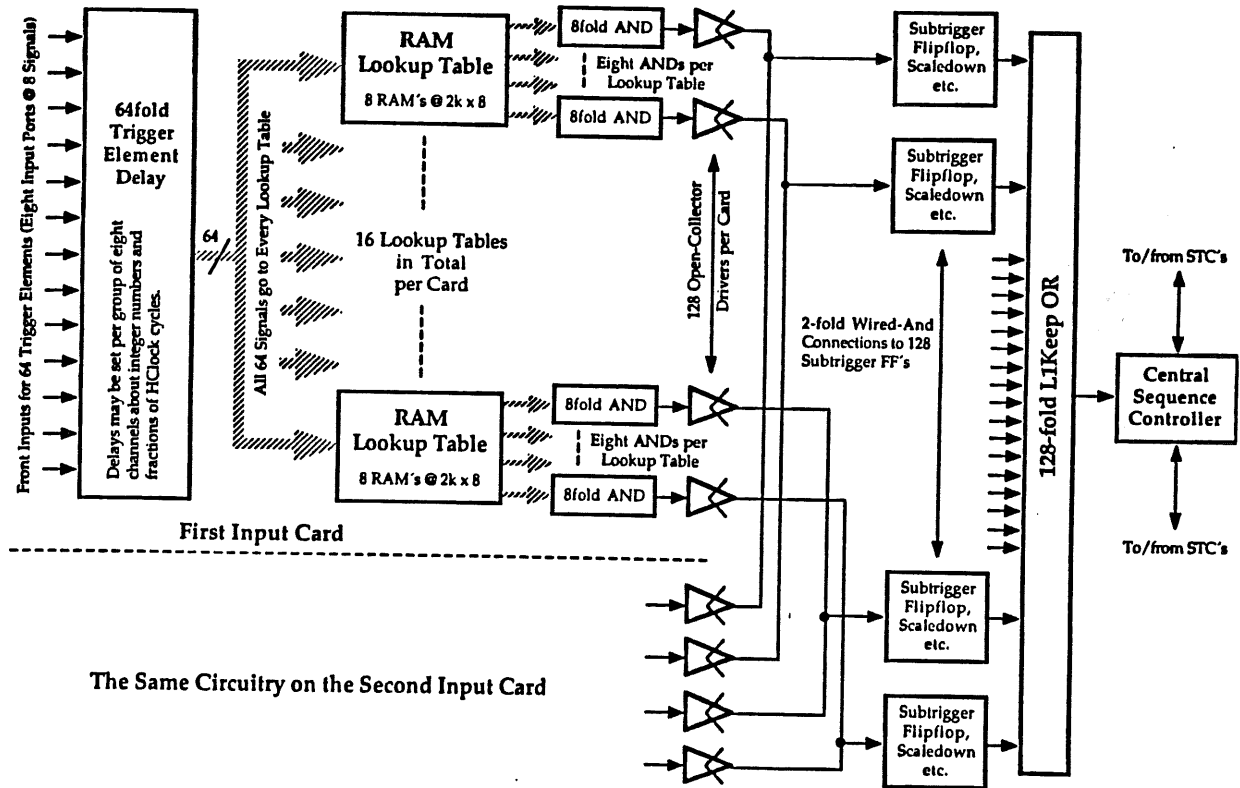 Front Inputs for 64 Trigger Elements (Eight Input Ports @ 8 Signals)
64fold
Trigger
Element
Delay
Delays may be set per group of eight
channels about integer numbers and
fractions of HClock cycles.
64
All 64 Signals go to Every Lookup Table
RAM
Lookup Table
8 RAM's @ 2k x 8
16 Lookup Tables
in Total
per Card
RAM
Lookup Table
8 RAM's @ 2k x 8
8fold AND
Eight ANDs per
Lookup Table
8fold AND
8fold AND
Eight ANDs per
Lookup Table
8fold AND
128 Open-Collector
Drivers per Card
Subtrigger
Flipflop,
Scaledown
etc.
Subtrigger
Flipflop,
Scaledown
etc.
2-fold Wired-And
Connections to 128
Subtrigger FF's
Subtrigger
Flipflop,
Scaledown
etc.
Subtrigger
Flipflop,
Scaledown
etc.
128-fold L1Keep OR
To/from STC's
Central
Sequence
Controller
To/from STC's
First Input Card
The Same Circuitry on the Second Input Card